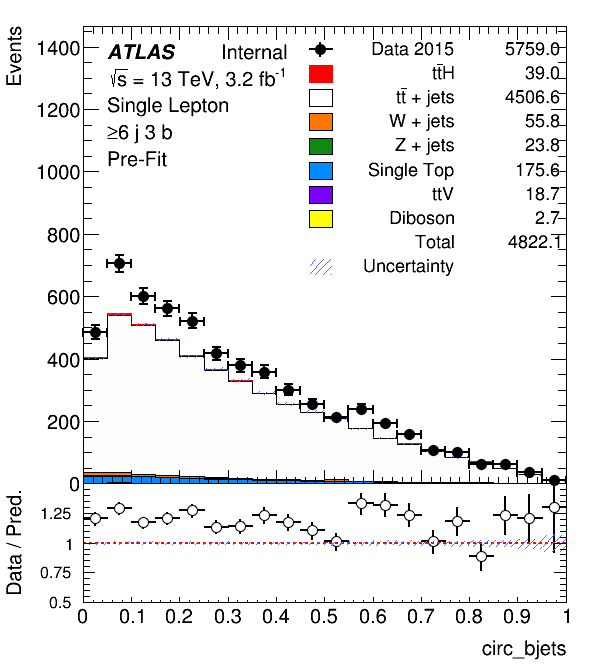 Events
1400
1200
1000
800
600
400
200
0
ATLAS Internal
√s = 13 TeV, 3.2 fb⁻¹
Single Lepton
≥6 j 3 b
Pre-Fit
Data 2015 5759.0
tt̄H 39.0
tt̄ + jets 4506.6
W + jets 55.8
Z + jets 23.8
Single Top 175.6
ttV 18.7
Diboson 2.7
Total 4822.1
Uncertainty
Data / Pred.
1.25
1
0.75
0.5
0 0.1 0.2 0.3 0.4 0.5 0.6 0.7 0.8 0.9 1
circ_bjets